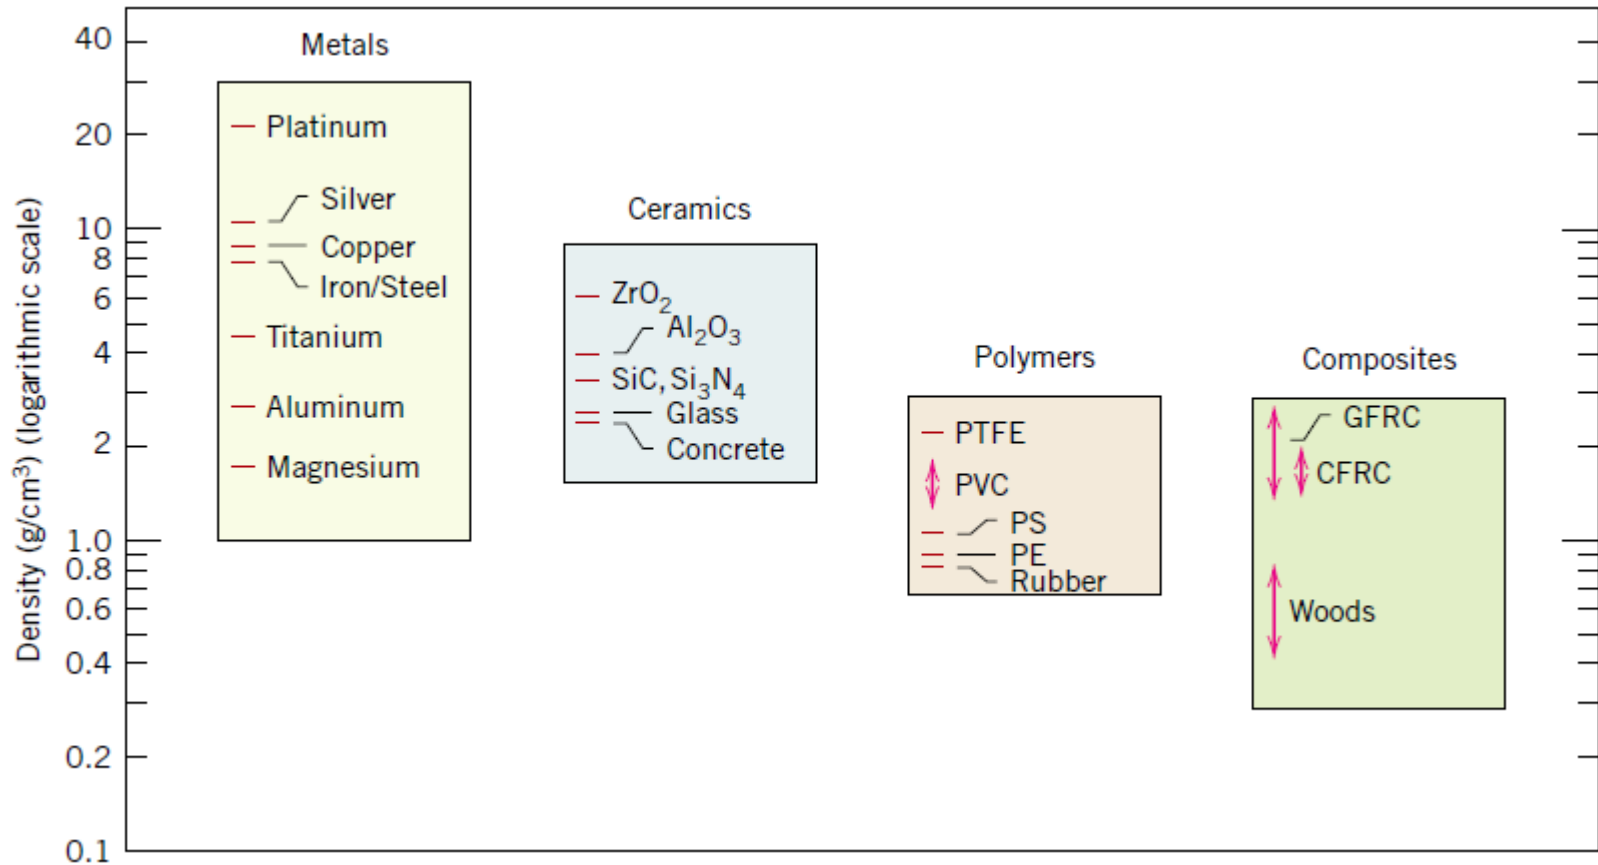 Density (g/cm³) (logarithmic scale)
40
20
10
8
6
4
2
1.0
0.8
0.6
0.4
0.2
0.1
Metals
Platinum
Silver
Copper
Iron/Steel
Titanium
Aluminum
Magnesium
Ceramics
ZrO₂
Al₂O₃
SiC, Si₃N₄
Glass
Concrete
Polymers
PTFE
PVC
PS
PE
Rubber
Composites
GFRC
CFRC
Woods